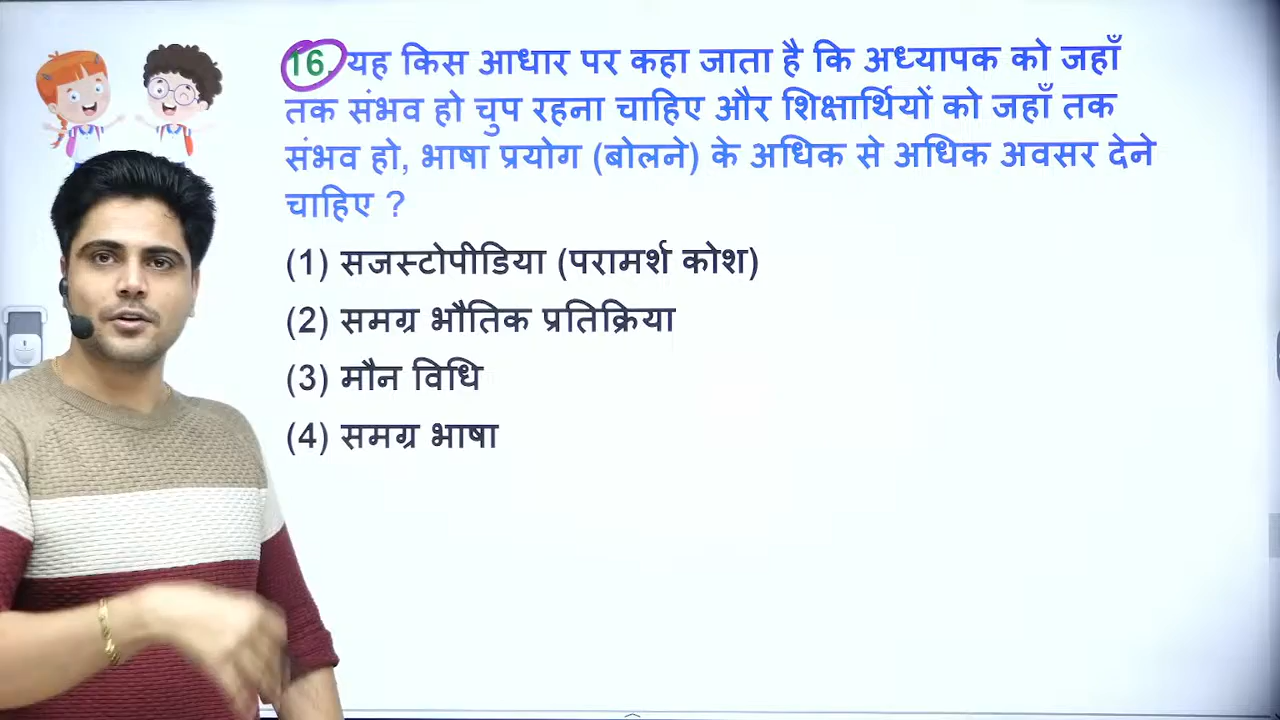 16. यह किस आधार पर कहा जाता है कि अध्यापक को जहाँ
तक संभव हो चुप रहना चाहिए और शिक्षार्थियों को जहाँ तक
संभव हो, भाषा प्रयोग (बोलने) के अधिक से अधिक अवसर देने
चाहिए ?
(1) सजस्टोपीडिया (परामर्श कोश)
(2) समग्र भौतिक प्रतिक्रिया
(3) मौन विधि
(4) समग्र भाषा